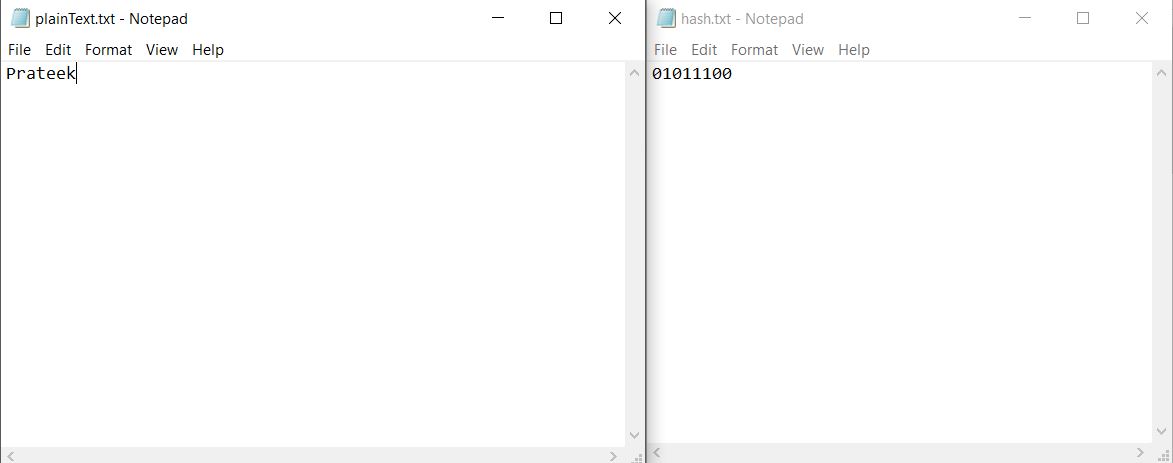 plainText.txt - Notepad
File Edit Format View Help
Prateek
hash.txt - Notepad
File Edit Format View Help
01011100